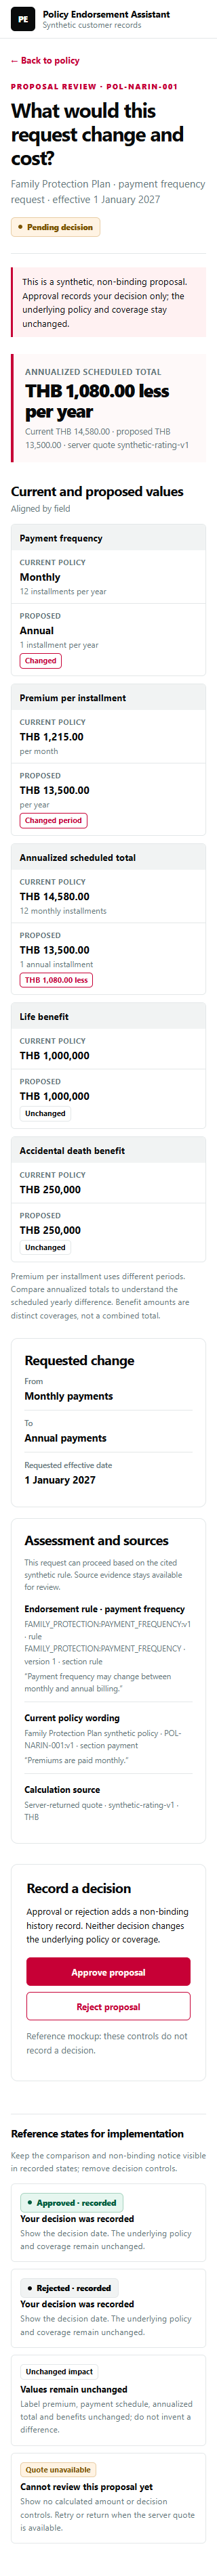 PE
Policy Endorsement Assistant
Synthetic customer records
← Back to policy
PROPOSAL REVIEW · POL-NARIN-001
What would this
request change and
cost?
Family Protection Plan · payment frequency
request · effective 1 January 2027
Pending decision
This is a synthetic, non-binding proposal.
Approval records your decision only; the
underlying policy and coverage stay
unchanged.
ANNUALIZED SCHEDULED TOTAL
THB 1,080.00 less
per year
Current THB 14,580.00 · proposed THB
13,500.00 · server quote synthetic-rating-v1
Current and proposed values
Aligned by field
Payment frequency
CURRENT POLICY
Monthly
12 installments per year
PROPOSED
Annual
1 installment per year
Changed
Premium per installment
CURRENT POLICY
THB 1,215.00
per month
PROPOSED
THB 13,500.00
per year
Changed period
Annualized scheduled total
CURRENT POLICY
THB 14,580.00
12 monthly installments
PROPOSED
THB 13,500.00
1 annual installment
THB 1,080.00 less
Life benefit
CURRENT POLICY
THB 1,000,000
PROPOSED
THB 1,000,000
Unchanged
Accidental death benefit
CURRENT POLICY
THB 250,000
PROPOSED
THB 250,000
Unchanged
Premium per installment uses different periods.
Compare annualized totals to understand the
scheduled yearly difference. Benefit amounts are
distinct coverages, not a combined total.
Requested change
From
Monthly payments
To
Annual payments
Requested effective date
1 January 2027
Assessment and sources
This request can proceed based on the cited
synthetic rule. Source evidence stays available
for review.
Endorsement rule · payment frequency
FAMILY_PROTECTION:PAYMENT_FREQUENCY:v1
· rule
FAMILY_PROTECTION:PAYMENT_FREQUENCY ·
version 1 · section rule
"Payment frequency may change between
monthly and annual billing."
Current policy wording
Family Protection Plan synthetic policy · POL-
NARIN-001:v1 · section payment
"Premiums are paid monthly."
Calculation source
Server-returned quote · synthetic-rating-v1 ·
THB
Record a decision
Approval or rejection adds a non-binding
history record. Neither decision changes
the underlying policy or coverage.
Approve proposal
Reject proposal
Reference mockup: these controls do not
record a decision.
Reference states for implementation
Keep the comparison and non-binding notice visible
in recorded states; remove decision controls.
Approved · recorded
Your decision was recorded
Show the decision date. The underlying policy
and coverage remain unchanged.
Rejected · recorded
Your decision was recorded
Show the decision date. The underlying policy
and coverage remain unchanged.
Unchanged impact
Values remain unchanged
Label premium, payment schedule, annualized
total and benefits unchanged; do not invent a
difference.
Quote unavailable
Cannot review this proposal yet
Show no calculated amount or decision
controls. Retry or return when the server quote
is available.